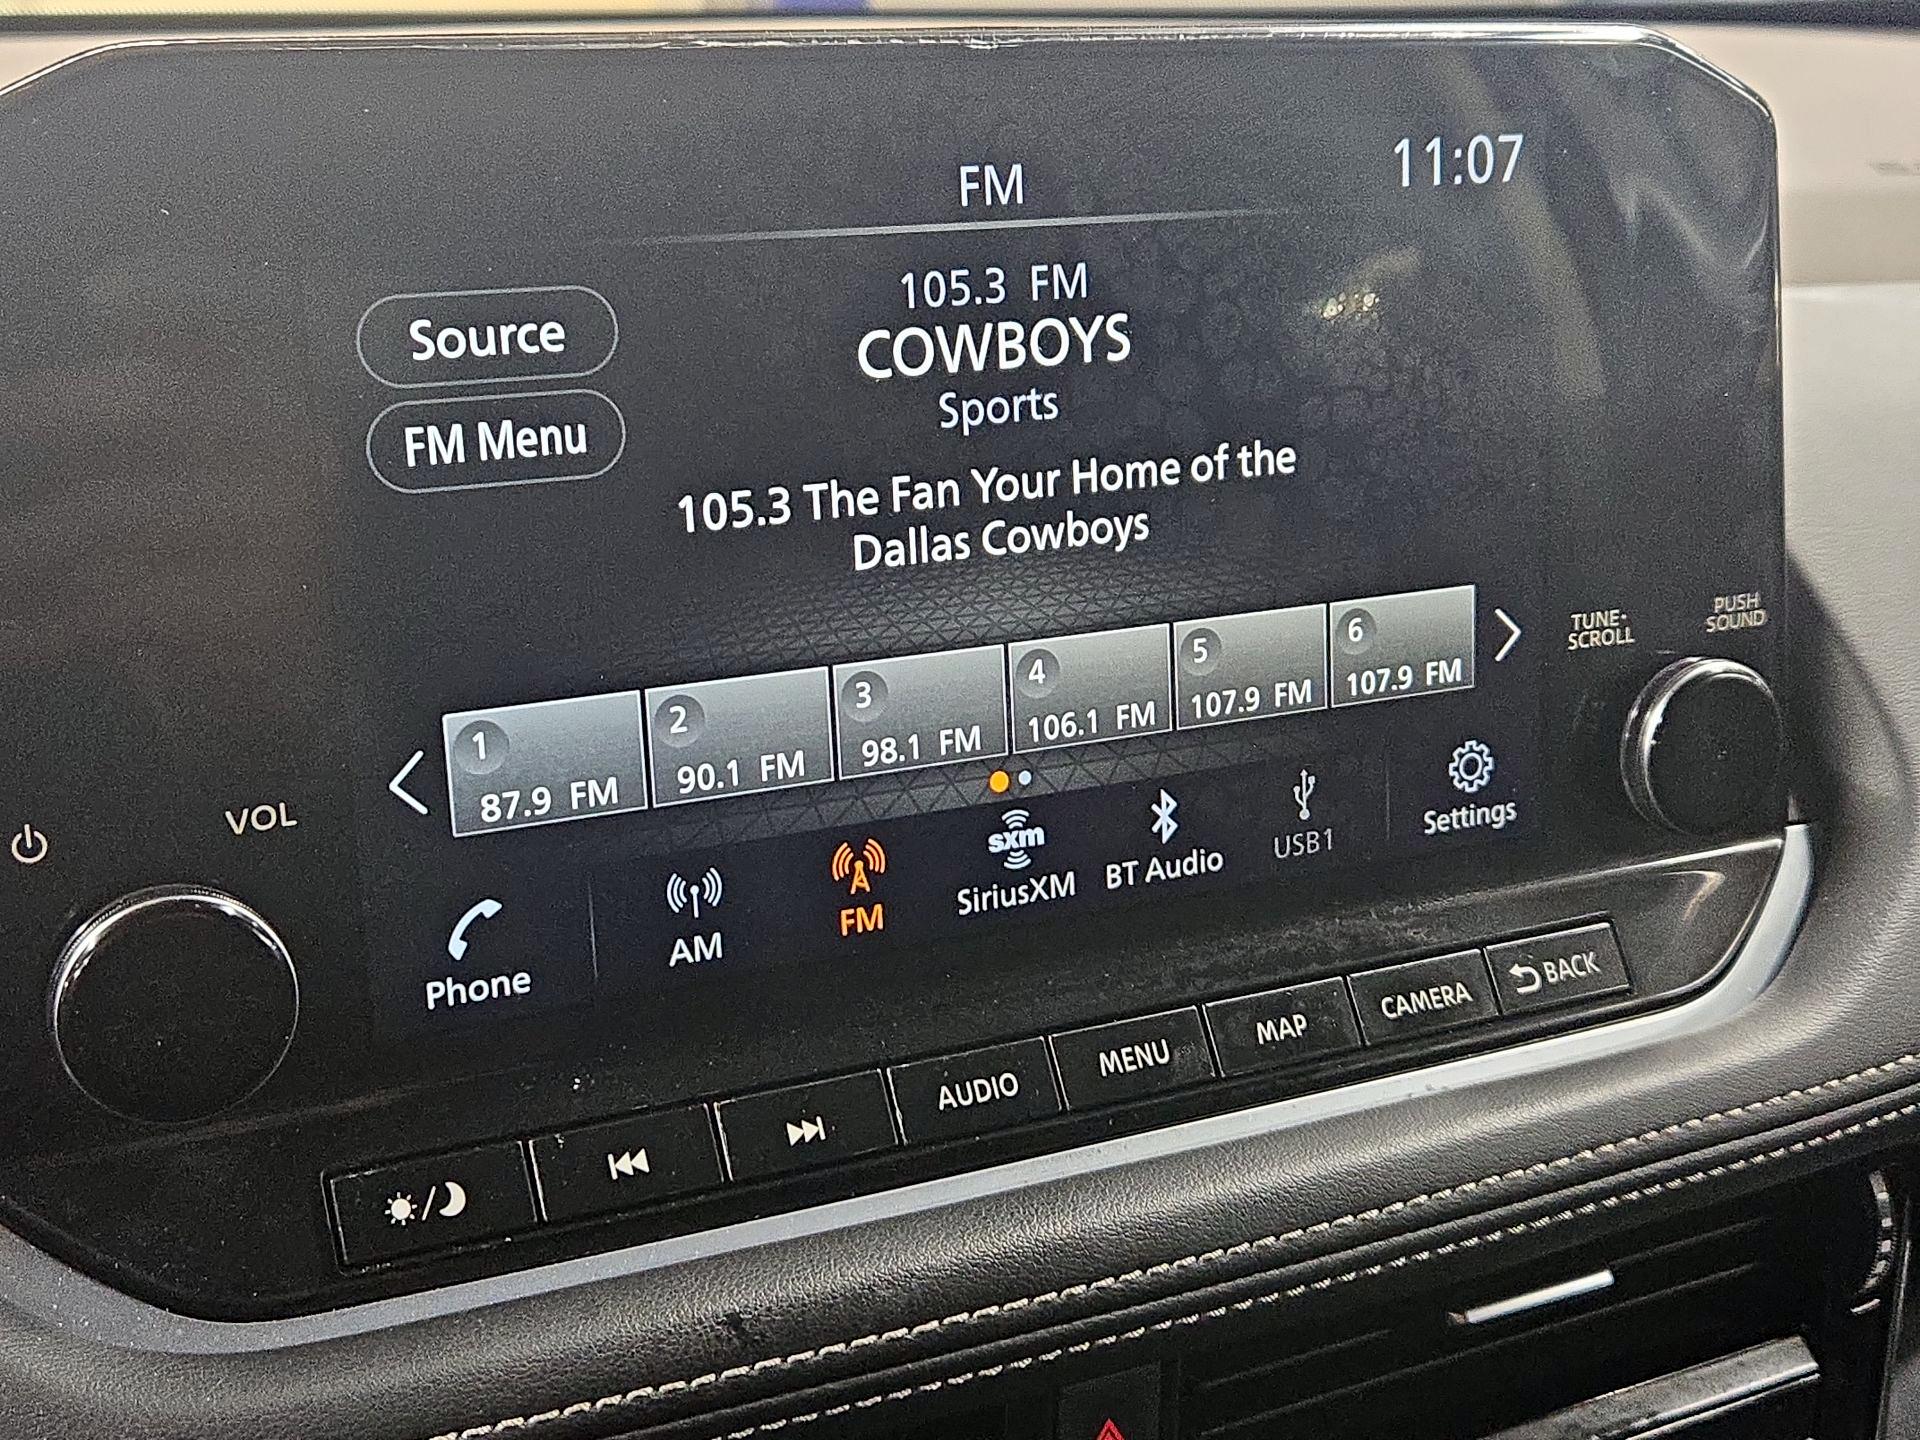 FM
11:07
105.3 FM
COWBOYS
Sports
Source
FM Menu
105.3 The Fan Your Home of the
Dallas Cowboys
1
87.9 FM
2
90.1 FM
3
98.1 FM
4
106.1 FM
5
107.9 FM
6
107.9 FM
TUNE·
SCROLL
PUSH
SOUND
VOL
Phone
AM
FM
sxm
SiriusXM
BT Audio
USB1
Settings
AUDIO
MENU
MAP
CAMERA
BACK